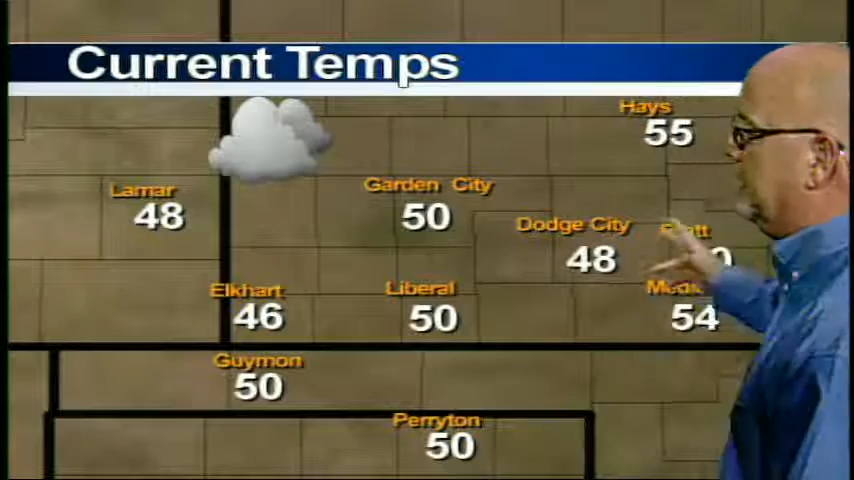 Current Temps
Hays
55
Lamar
48
Garden City
50
Dodge City
48
Elkhart
46
Liberal
50
54
Guymon
50
Perryton
50